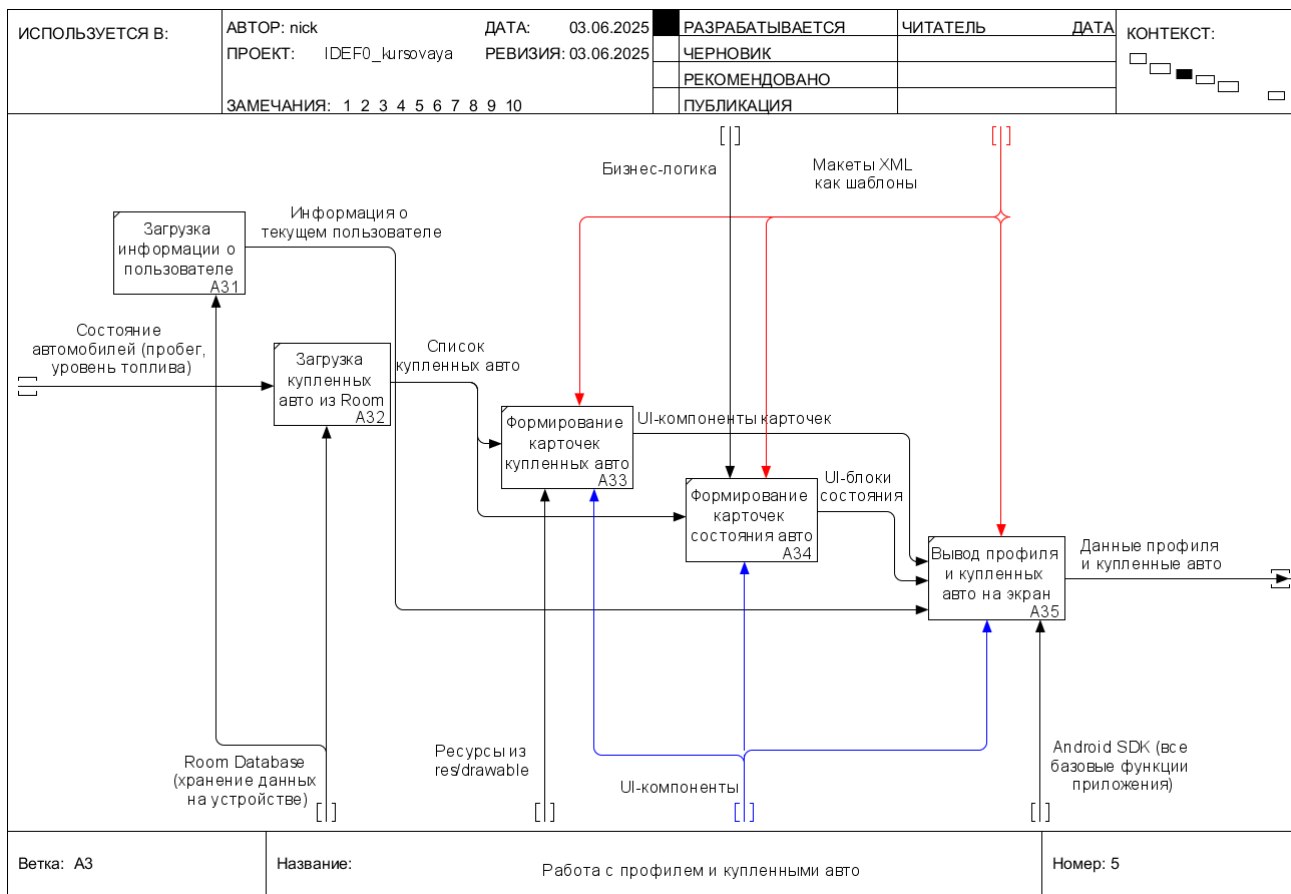 ИСПОЛЬЗУЕТСЯ В:
АВТОР: nick
ДАТА: 03.06.2025
ПРОЕКТ: IDEF0_kursovaya
РЕВИЗИЯ: 03.06.2025
ЗАМЕЧАНИЯ: 1 2 3 4 5 6 7 8 9 10
РАЗРАБАТЫВАЕТСЯ
ЧЕРНОВИК
РЕКОМЕНДОВАНО
ПУБЛИКАЦИЯ
ЧИТАТЕЛЬ
ДАТА
КОНТЕКСТ:
Бизнес-логика
Макеты XML
как шаблоны
Информация о
текущем пользователе
Загрузка
информации о
пользователе
A31
Состояние
автомобилей (пробег,
уровень топлива)
Загрузка
купленных
авто из Room
A32
Список
купленных авто
Формирование
карточек
купленных авто
A33
UI-компоненты карточек
Формирование
карточек
состояния авто
A34
UI-блоки
состояния
Вывод профиля
и купленных
авто на экран
A35
Данные профиля
и купленные авто
Room Database
(хранение данных
на устройстве)
Ресурсы из
res/drawable
UI-компоненты
Android SDK (все
базовые функции
приложения)
Ветка: A3
Название:
Работа с профилем и купленными авто
Номер: 5